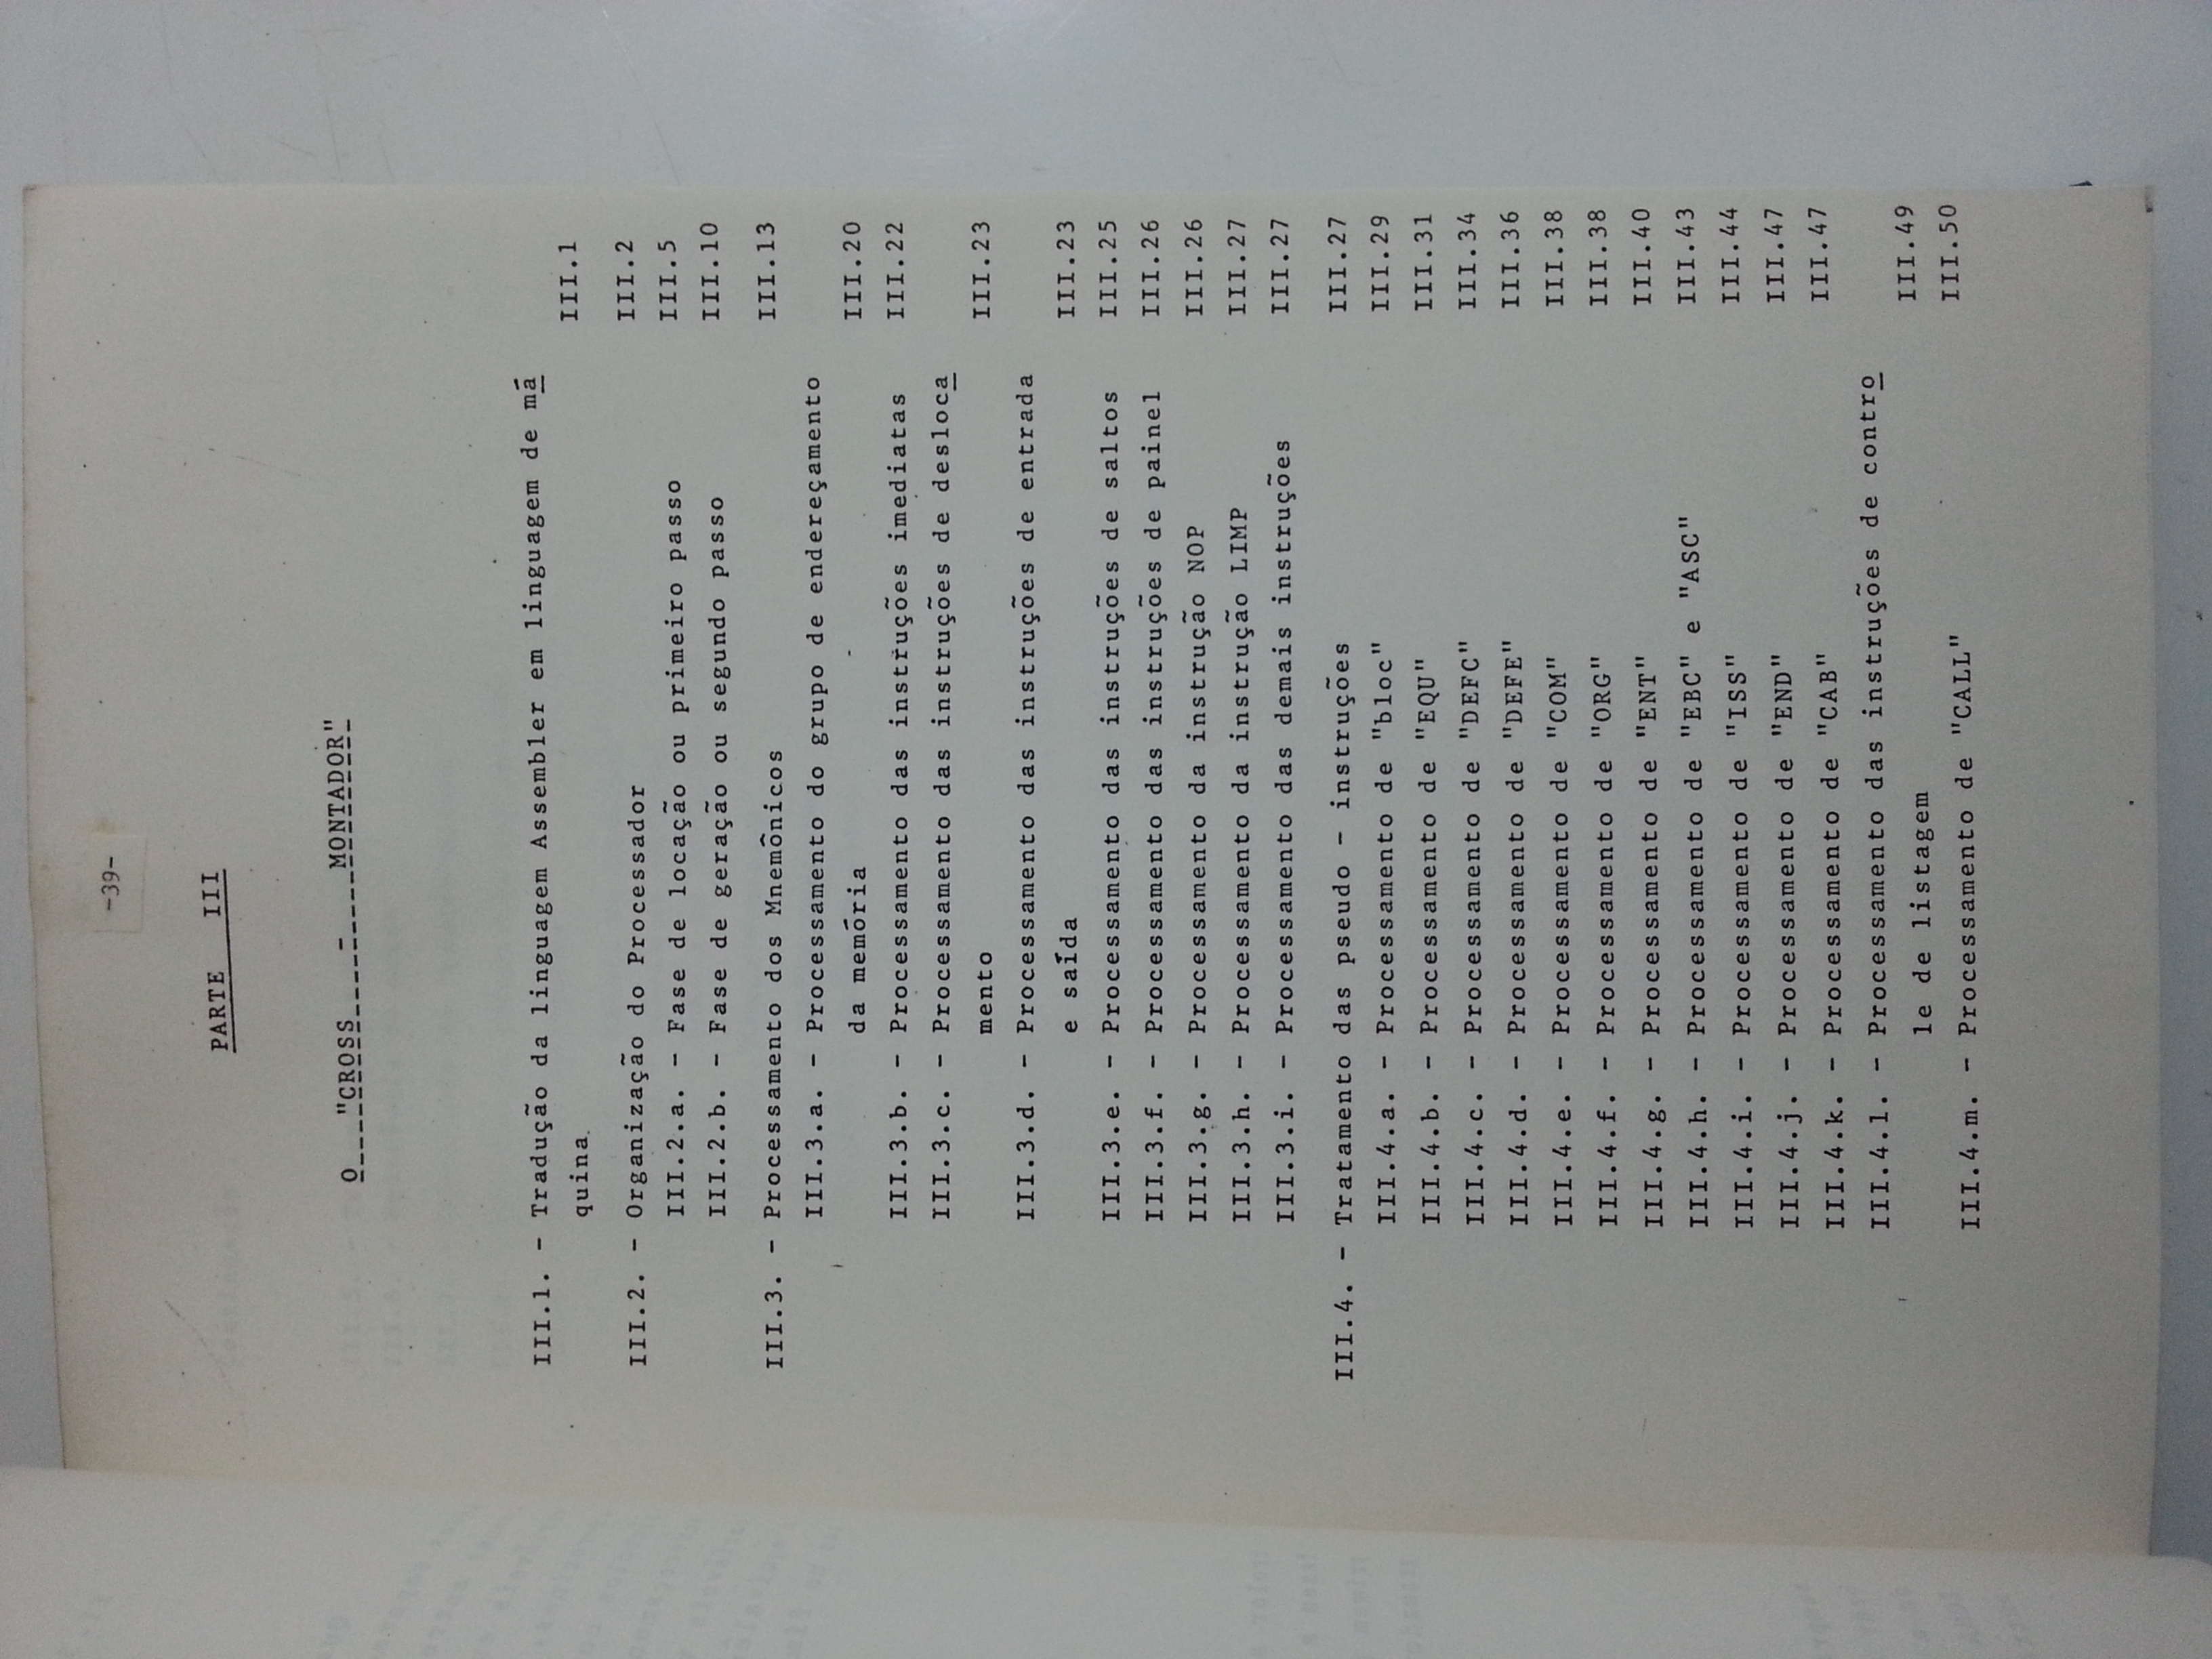 -39-
PARTE III
O "CROSS - MONTADOR"
III.1. - Tradução da linguagem Assembler em linguagem de má
quina III.1
III.2. - Organização do Processador III.2
III.2.a. - Fase de locação ou primeiro passo III.5
III.2.b. - Fase de geração ou segundo passo III.10
III.3. - Processamento dos Mnemônicos III.13
III.3.a. - Processamento do grupo de endereçamento
da memória III.20
III.3.b. - Processamento das instruções imediatas III.22
III.3.c. - Processamento das instruções de desloca
mento III.23
III.3.d. - Processamento das instruções de entrada
e saída III.23
III.3.e. - Processamento das instruções de saltos III.25
III.3.f. - Processamento das instruções de painel III.26
III.3.g. - Processamento da instrução NOP III.26
III.3.h. - Processamento da instrução LIMP III.27
III.3.i. - Processamento das demais instruções III.27
III.4. - Tratamento das pseudo - instruções III.27
III.4.a. - Processamento de "bloc" III.29
III.4.b. - Processamento de "EQU" III.31
III.4.c. - Processamento de "DEFC" III.34
III.4.d. - Processamento de "DEFE" III.36
III.4.e. - Processamento de "COM" III.38
III.4.f. - Processamento de "ORG" III.38
III.4.g. - Processamento de "ENT" III.40
III.4.h. - Processamento de "EBC" e "ASC" III.43
III.4.i. - Processamento de "ISS" III.44
III.4.j. - Processamento de "END" III.47
III.4.k. - Processamento de "CAB" III.47
III.4.l. - Processamento das instruções de contro
le de listagem III.49
III.4.m. - Processamento de "CALL" III.50